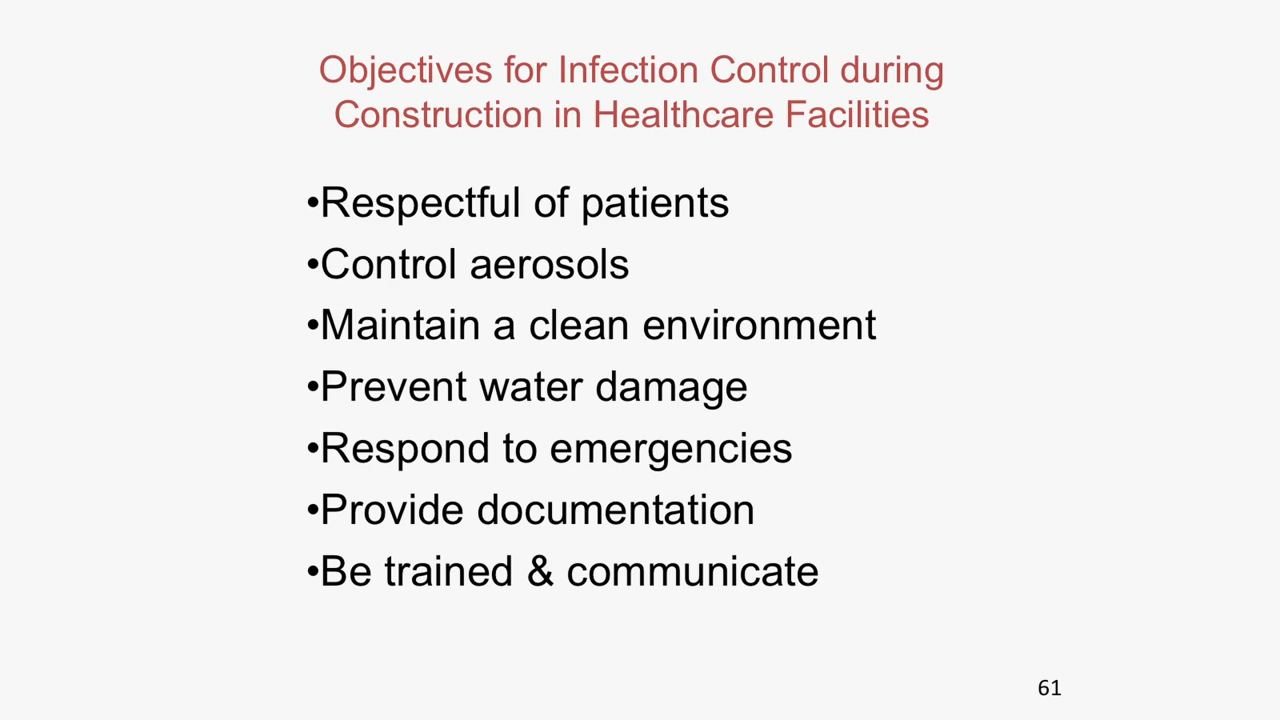 Objectives for Infection Control during
Construction in Healthcare Facilities
•Respectful of patients
•Control aerosols
•Maintain a clean environment
•Prevent water damage
•Respond to emergencies
•Provide documentation
•Be trained & communicate
61